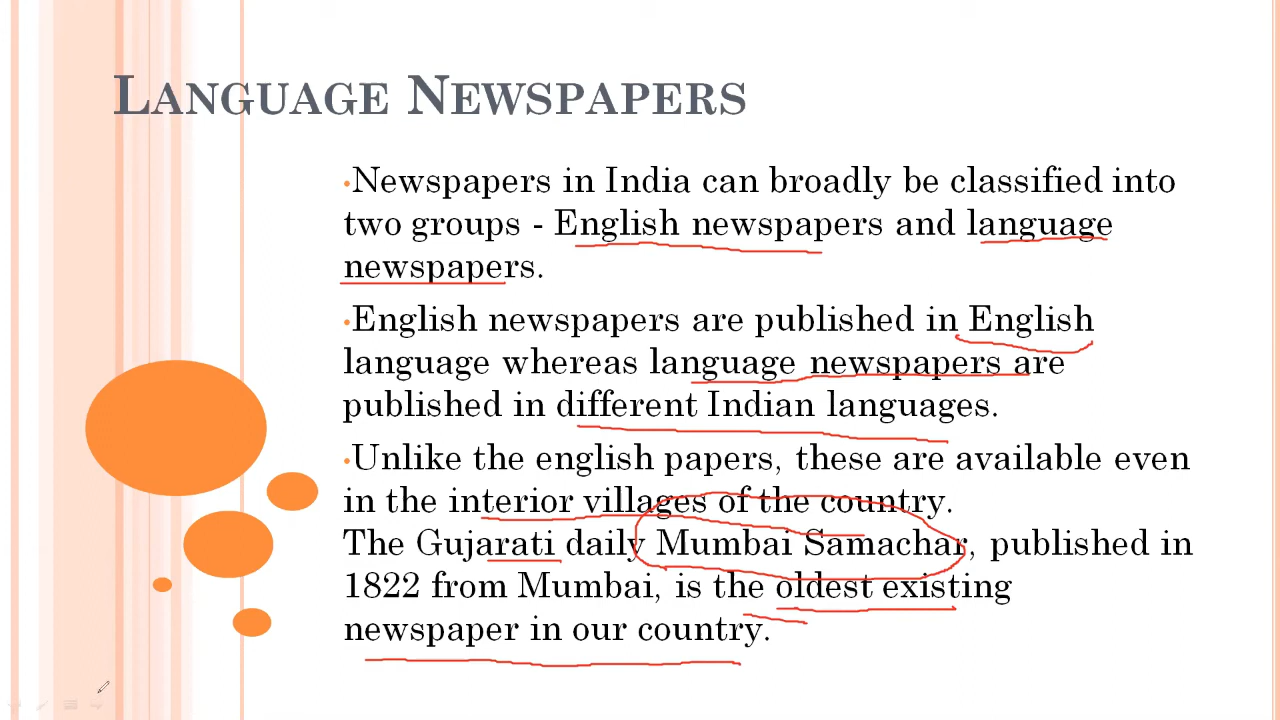 LANGUAGE NEWSPAPERS
•Newspapers in India can broadly be classified into
two groups - English newspapers and language
newspapers.
•English newspapers are published in English
language whereas language newspapers are
published in different Indian languages.
•Unlike the english papers, these are available even
in the interior villages of the country.
The Gujarati daily Mumbai Samachar, published in
1822 from Mumbai, is the oldest existing
newspaper in our country.